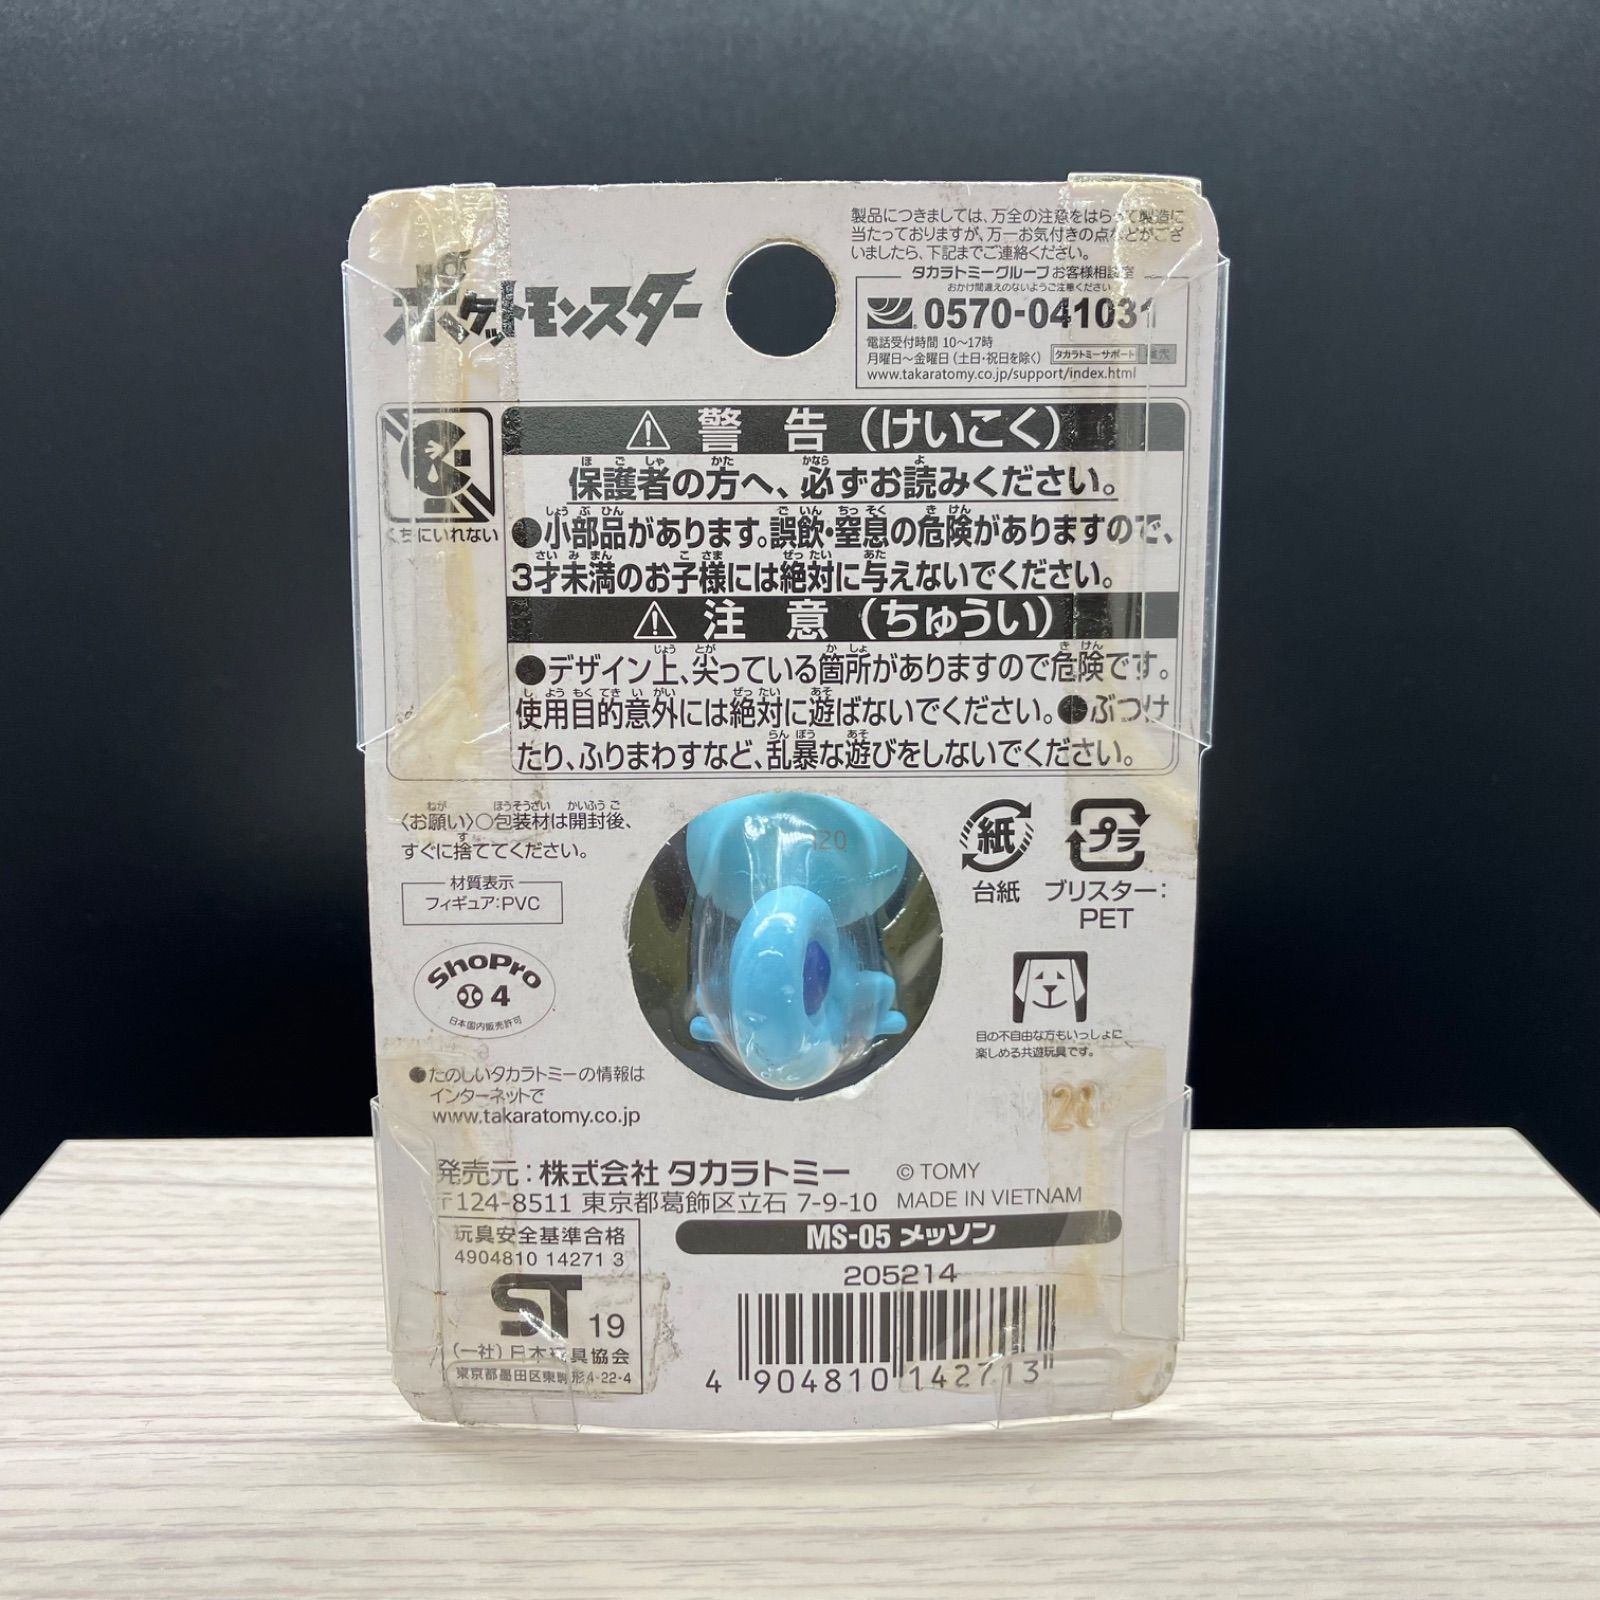 ポケットモンスター
製品につきましては、万全の注意をはらって製造に
当たっておりますが、万一お気付きの点などがござ
いましたら、下記までご連絡ください。
タカラトミーグループ お客様相談室
おかけ間違えのないようご注意ください
0570-041031
電話受付時間 10～17時
月曜日～金曜日（土日・祝日を除く）
タカラトミーサポート 検索
www.takaratomy.co.jp/support/index.html
くちにいれない
警告（けいこく）
保護者の方へ、必ずお読みください。
●小部品があります。誤飲・窒息の危険がありますので、
3才未満のお子様には絶対に与えないでください。
注意（ちゅうい）
●デザイン上、尖っている箇所がありますので危険です。
使用目的意外には絶対に遊ばないでください。●ぶつけ
たり、ふりまわすなど、乱暴な遊びをしないでください。
〈お願い〉○包装材は開封後、
すぐに捨ててください。
材質表示
フィギュア：PVC
紙
台紙
プラ
ブリスター：
PET
ShoPro
4
日本国内販売許可
目の不自由な方もいっしょに
楽しめる共遊玩具です。
●たのしいタカラトミーの情報は
インターネットで
www.takaratomy.co.jp
発売元：株式会社 タカラトミー
© TOMY
〒124-8511 東京都葛飾区立石 7-9-10
MADE IN VIETNAM
玩具安全基準合格
4904810 14271 3
ST 19
（一社）日本玩具協会
東京都墨田区東駒形4-22-4
MS-05 メッソン
205214
4 904810 142713